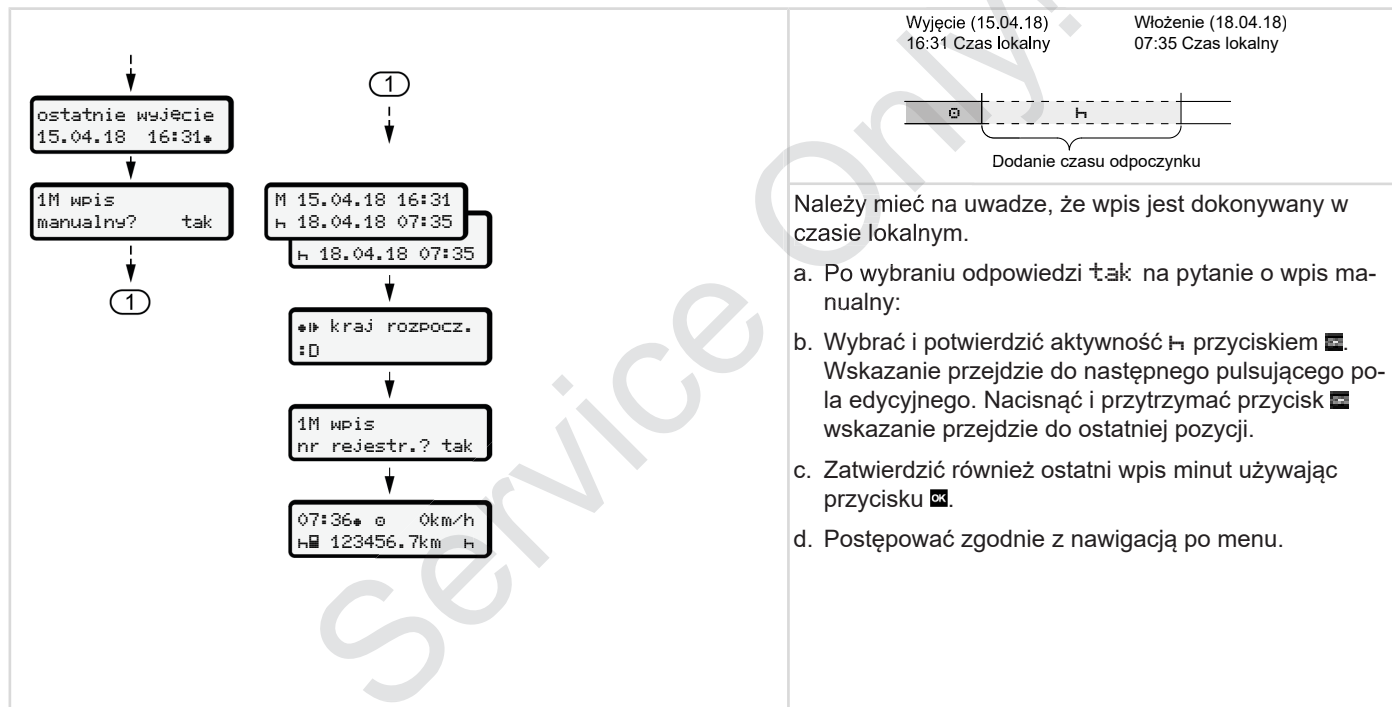 1
ostatnie wyjęcie
15.04.18 16:31
1M wpis
manualny? tak
1
M 15.04.18 16:31
18.04.18 07:35
18.04.18 07:35
kraj rozpocz.
:D
1M wpis
nr rejestr.? tak
07:36 0km/h
123456.7km
Wyjęcie (15.04.18)
16:31 Czas lokalny
Włożenie (18.04.18)
07:35 Czas lokalny
Dodanie czasu odpoczynku
Należy mieć na uwadze, że wpis jest dokonywany w
czasie lokalnym.
a. Po wybraniu odpowiedzi tak na pytanie o wpis ma-
nualny:
b. Wybrać i potwierdzić aktywność przyciskiem .
Wskazanie przejdzie do następnego pulsującego po-
la edycyjnego. Nacisnąć i przytrzymać przycisk
wskazanie przejdzie do ostatniej pozycji.
c. Zatwierdzić również ostatni wpis minut używając
przycisku OK.
d. Postępować zgodnie z nawigacją po menu.
Service Only!